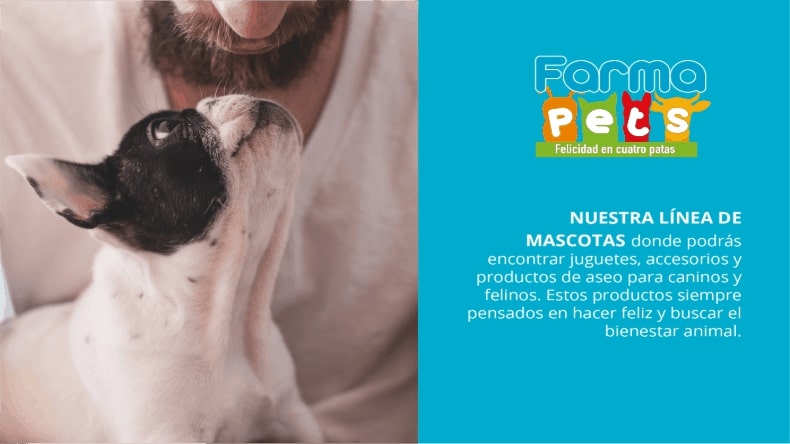 Farma
pets
Felicidad en cuatro patas
NUESTRA LÍNEA DE
MASCOTAS donde podrás
encontrar juguetes, accesorios y
productos de aseo para caninos y
felinos. Estos productos siempre
pensados en hacer feliz y buscar el
bienestar animal.